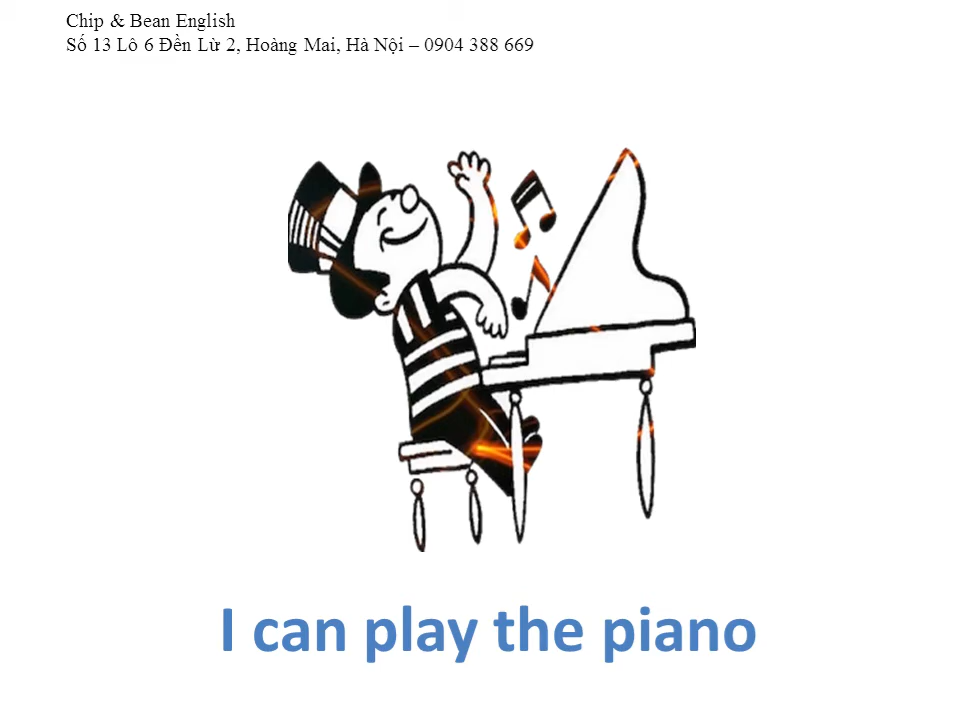 Chip & Bean English
Số 13 Lô 6 Đền Lừ 2, Hoàng Mai, Hà Nội – 0904 388 669
I can play the piano